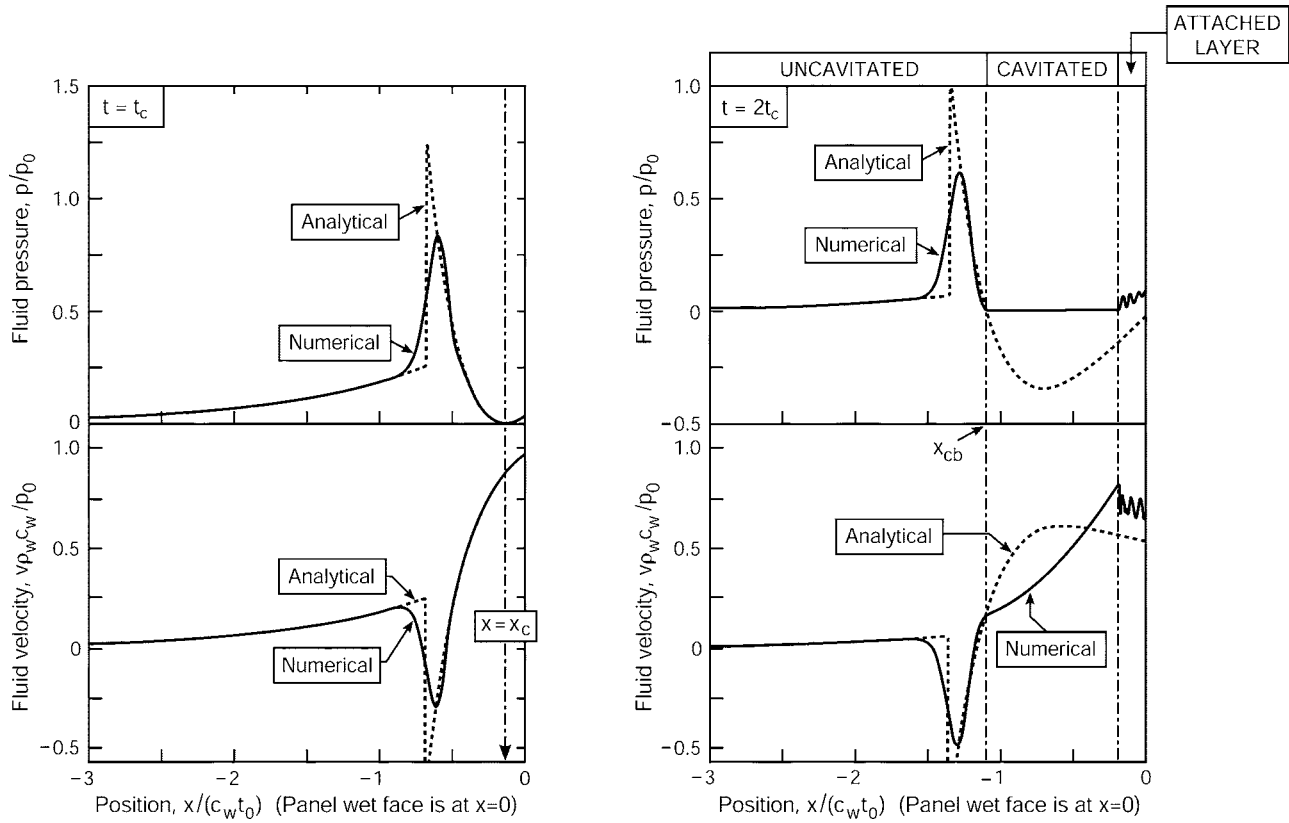 t = t_c
Fluid pressure, p/p_0
1.5
1.0
0.5
0
Analytical
Numerical
Fluid velocity, vρ_wc_w/p_0
1.0
0.5
0
−0.5
Analytical
Numerical
x = x_c
−3
−2
−1
0
Position, x/(c_wt_0) (Panel wet face is at x=0)
ATTACHED
LAYER
UNCAVITATED
CAVITATED
t = 2t_c
Fluid pressure, p/p_0
1.0
0.5
0
−0.5
Analytical
Numerical
x_cb
Fluid velocity, vρ_wc_w/p_0
1.0
0.5
0
−0.5
Analytical
Numerical
−3
−2
−1
0
Position, x/(c_wt_0) (Panel wet face is at x=0)